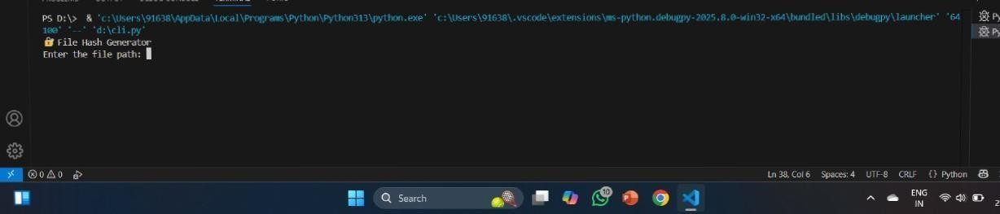 PS D:\> & 'c:\Users\91638\AppData\Local\Programs\Python\Python313\python.exe' 'c:\Users\91638\.vscode\extensions\ms-python.debugpy-2025.8.0-win32-x64\bundled\libs\debugpy\launcher' '64
100' '--' 'd:\cli.py'
File Hash Generator
Enter the file path:
Py
Py
0 0
Ln 38, Col 6 Spaces: 4 UTF-8 CRLF {} Python
Search
10
ENG
IN